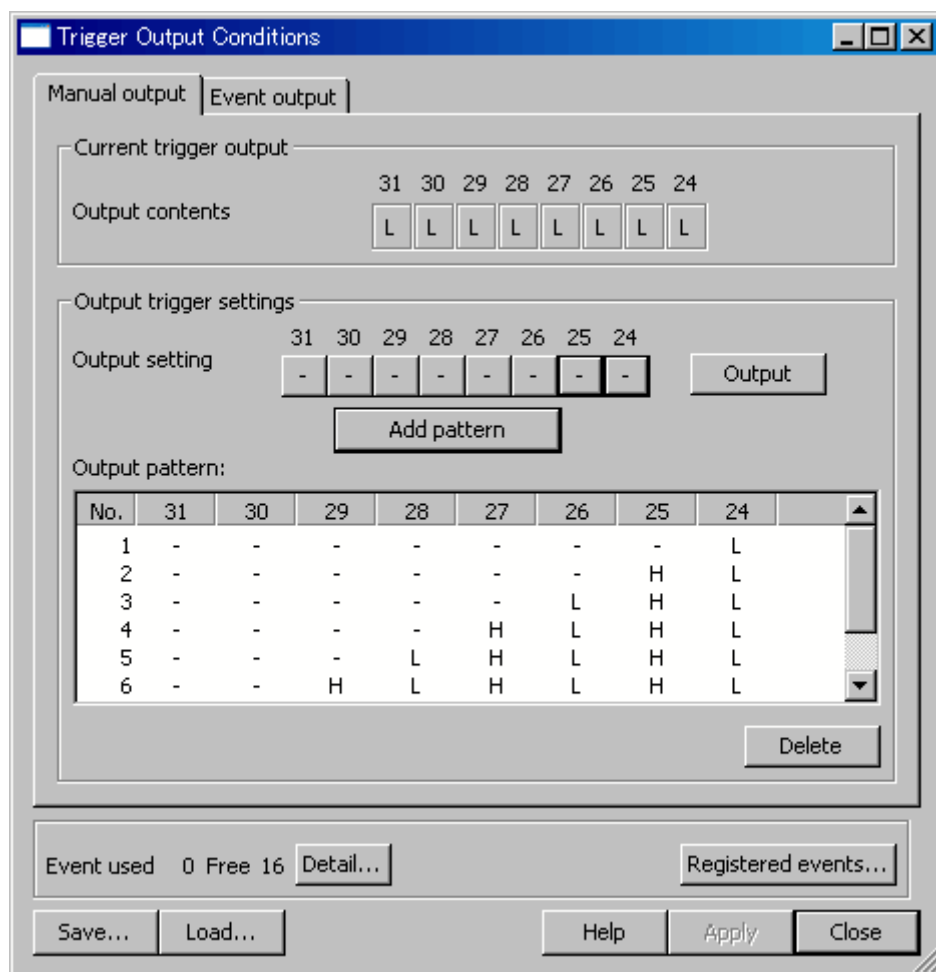 Trigger Output Conditions
Manual output Event output
Current trigger output
31 30 29 28 27 26 25 24
Output contents L L L L L L L L
Output trigger settings
31 30 29 28 27 26 25 24
Output setting - - - - - - - - Output
Add pattern
Output pattern:
No. 31 30 29 28 27 26 25 24
1 - - - - - - - L
2 - - - - - - H L
3 - - - - - L H L
4 - - - - H L H L
5 - - - L H L H L
6 - - H L H L H L
Delete
Event used 0 Free 16 Detail... Registered events...
Save... Load... Help Apply Close